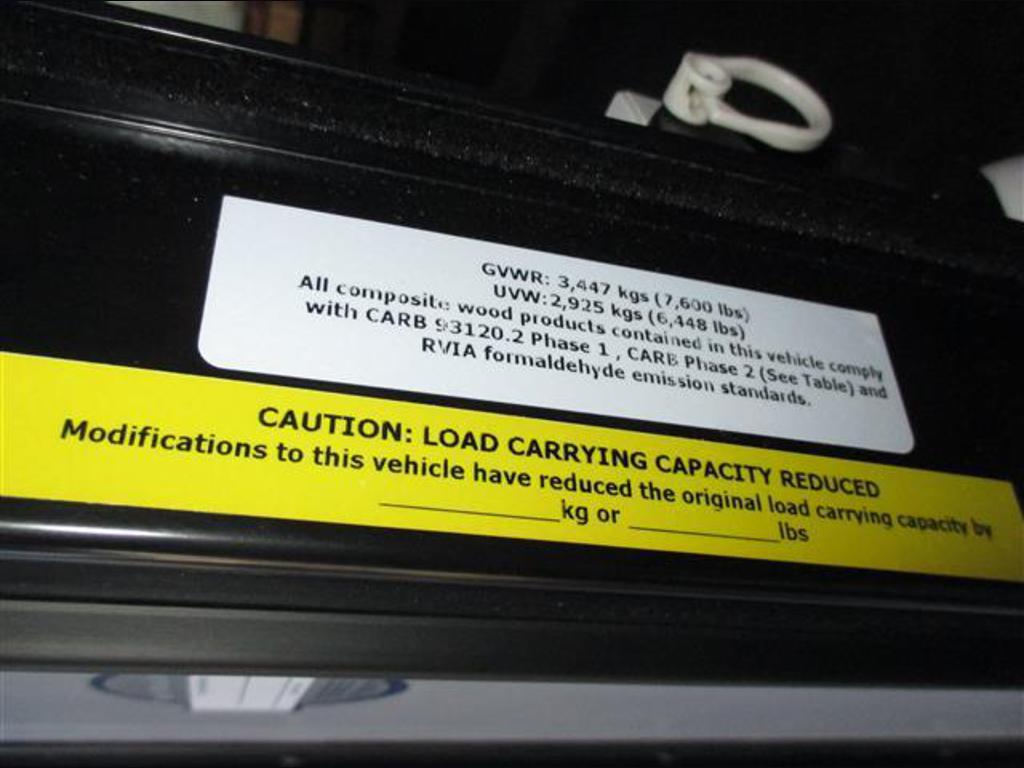 GVWR: 3,447 kgs (7,600 lbs)
UVW:2,925 kgs (6,448 lbs)
All composite wood products contained in this vehicle comply
with CARB 93120.2 Phase 1 , CARB Phase 2 (See Table) and
RVIA formaldehyde emission standards.
CAUTION: LOAD CARRYING CAPACITY REDUCED
Modifications to this vehicle have reduced the original load carrying capacity by
____________kg or __________lbs